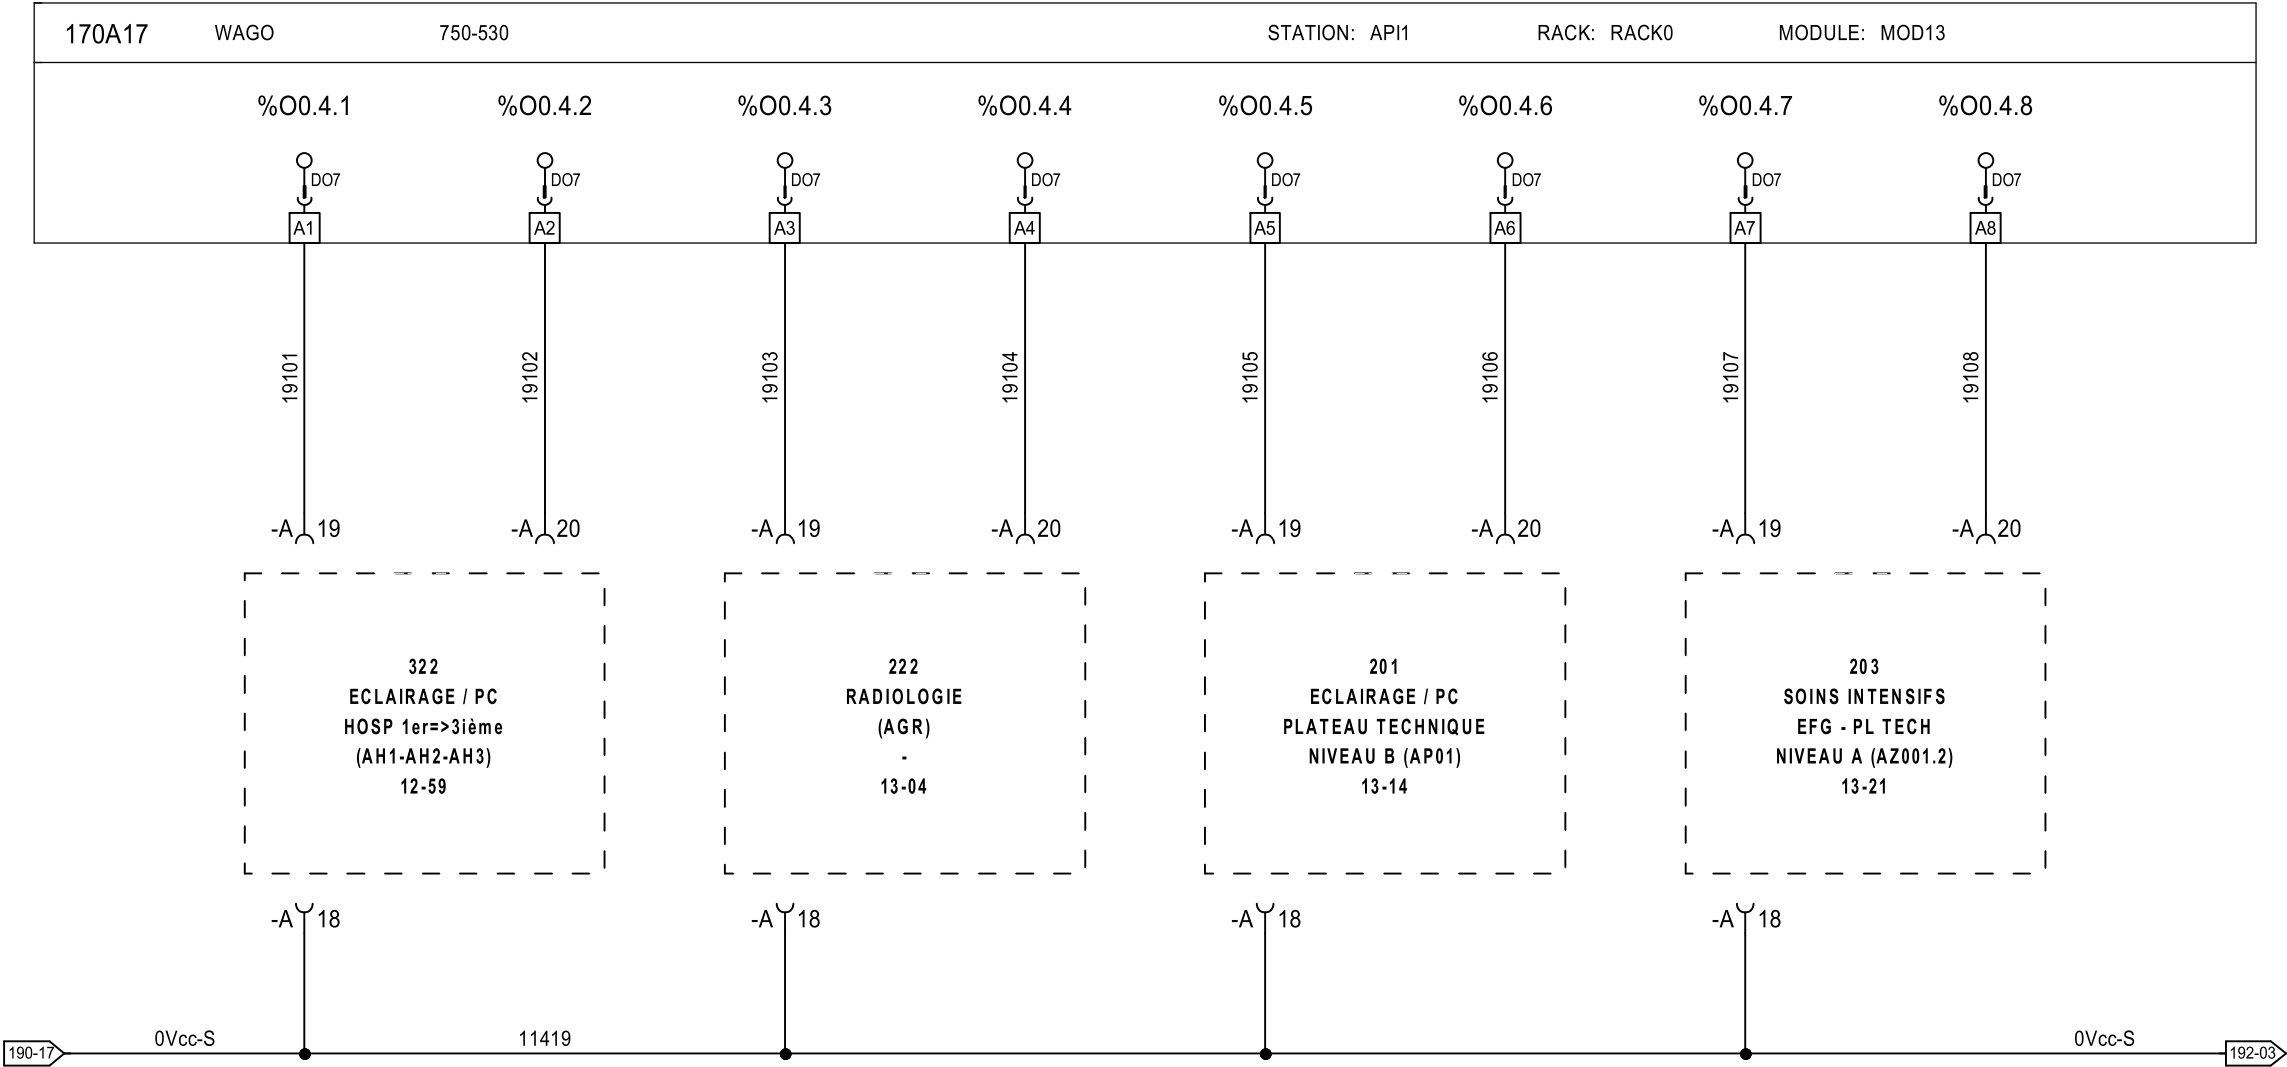 170A17 WAGO 750-530 STATION: API1 RACK: RACK0 MODULE: MOD13
%O0.4.1 %O0.4.2 %O0.4.3 %O0.4.4 %O0.4.5 %O0.4.6 %O0.4.7 %O0.4.8
DO7 DO7 DO7 DO7 DO7 DO7 DO7 DO7
A1 A2 A3 A4 A5 A6 A7 A8
19101 19102 19103 19104 19105 19106 19107 19108
-A 19 -A 20 -A 19 -A 20 -A 19 -A 20 -A 19 -A 20
322
ECLAIRAGE / PC
HOSP 1er=>3ième
(AH1-AH2-AH3)
12-59
222
RADIOLOGIE
(AGR)
-
13-04
201
ECLAIRAGE / PC
PLATEAU TECHNIQUE
NIVEAU B (AP01)
13-14
203
SOINS INTENSIFS
EFG - PL TECH
NIVEAU A (AZ001.2)
13-21
-A 18 -A 18 -A 18 -A 18
190-17 0Vcc-S 11419 0Vcc-S 192-03